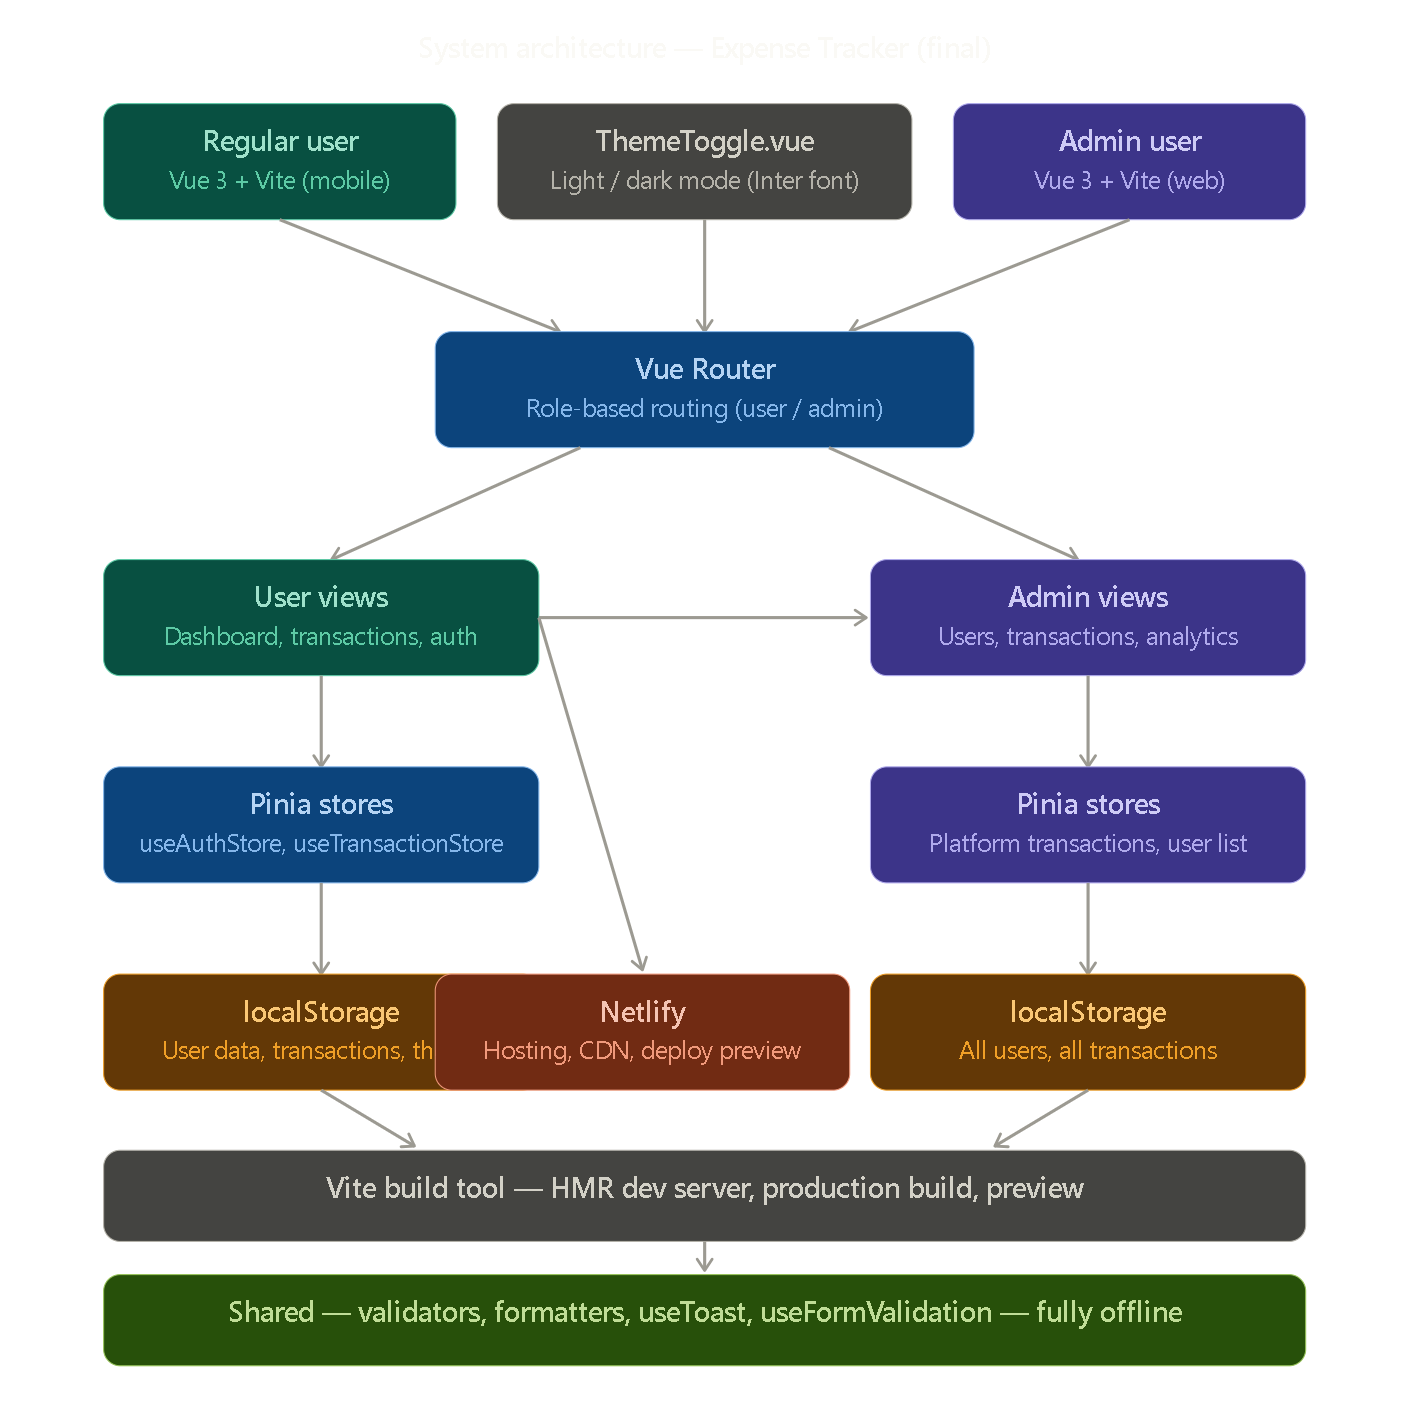 System architecture — Expense Tracker (final)
Regular user
Vue 3 + Vite (mobile)
ThemeToggle.vue
Light / dark mode (Inter font)
Admin user
Vue 3 + Vite (web)
Vue Router
Role-based routing (user / admin)
User views
Dashboard, transactions, auth
Admin views
Users, transactions, analytics
Pinia stores
useAuthStore, useTransactionStore
Pinia stores
Platform transactions, user list
localStorage
User data, transactions, th
Netlify
Hosting, CDN, deploy preview
localStorage
All users, all transactions
Vite build tool — HMR dev server, production build, preview
Shared — validators, formatters, useToast, useFormValidation — fully offline